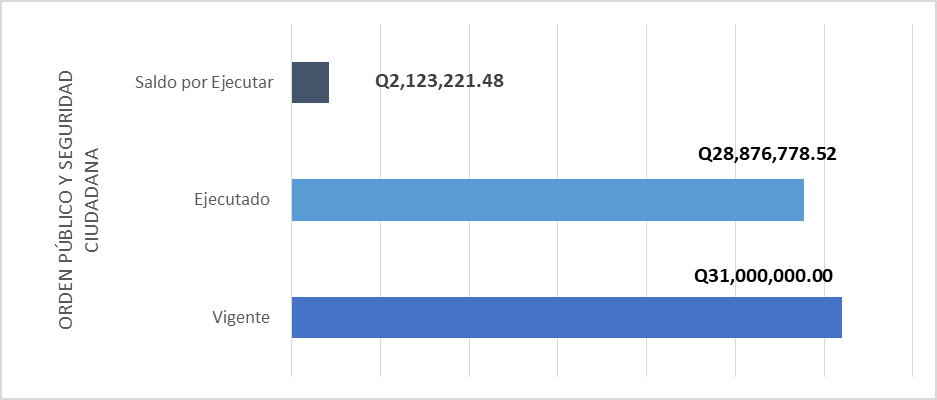 ORDEN PÚBLICO Y SEGURIDAD
CIUDADANA
Saldo por Ejecutar
Q2,123,221.48
Ejecutado
Q28,876,778.52
Vigente
Q31,000,000.00